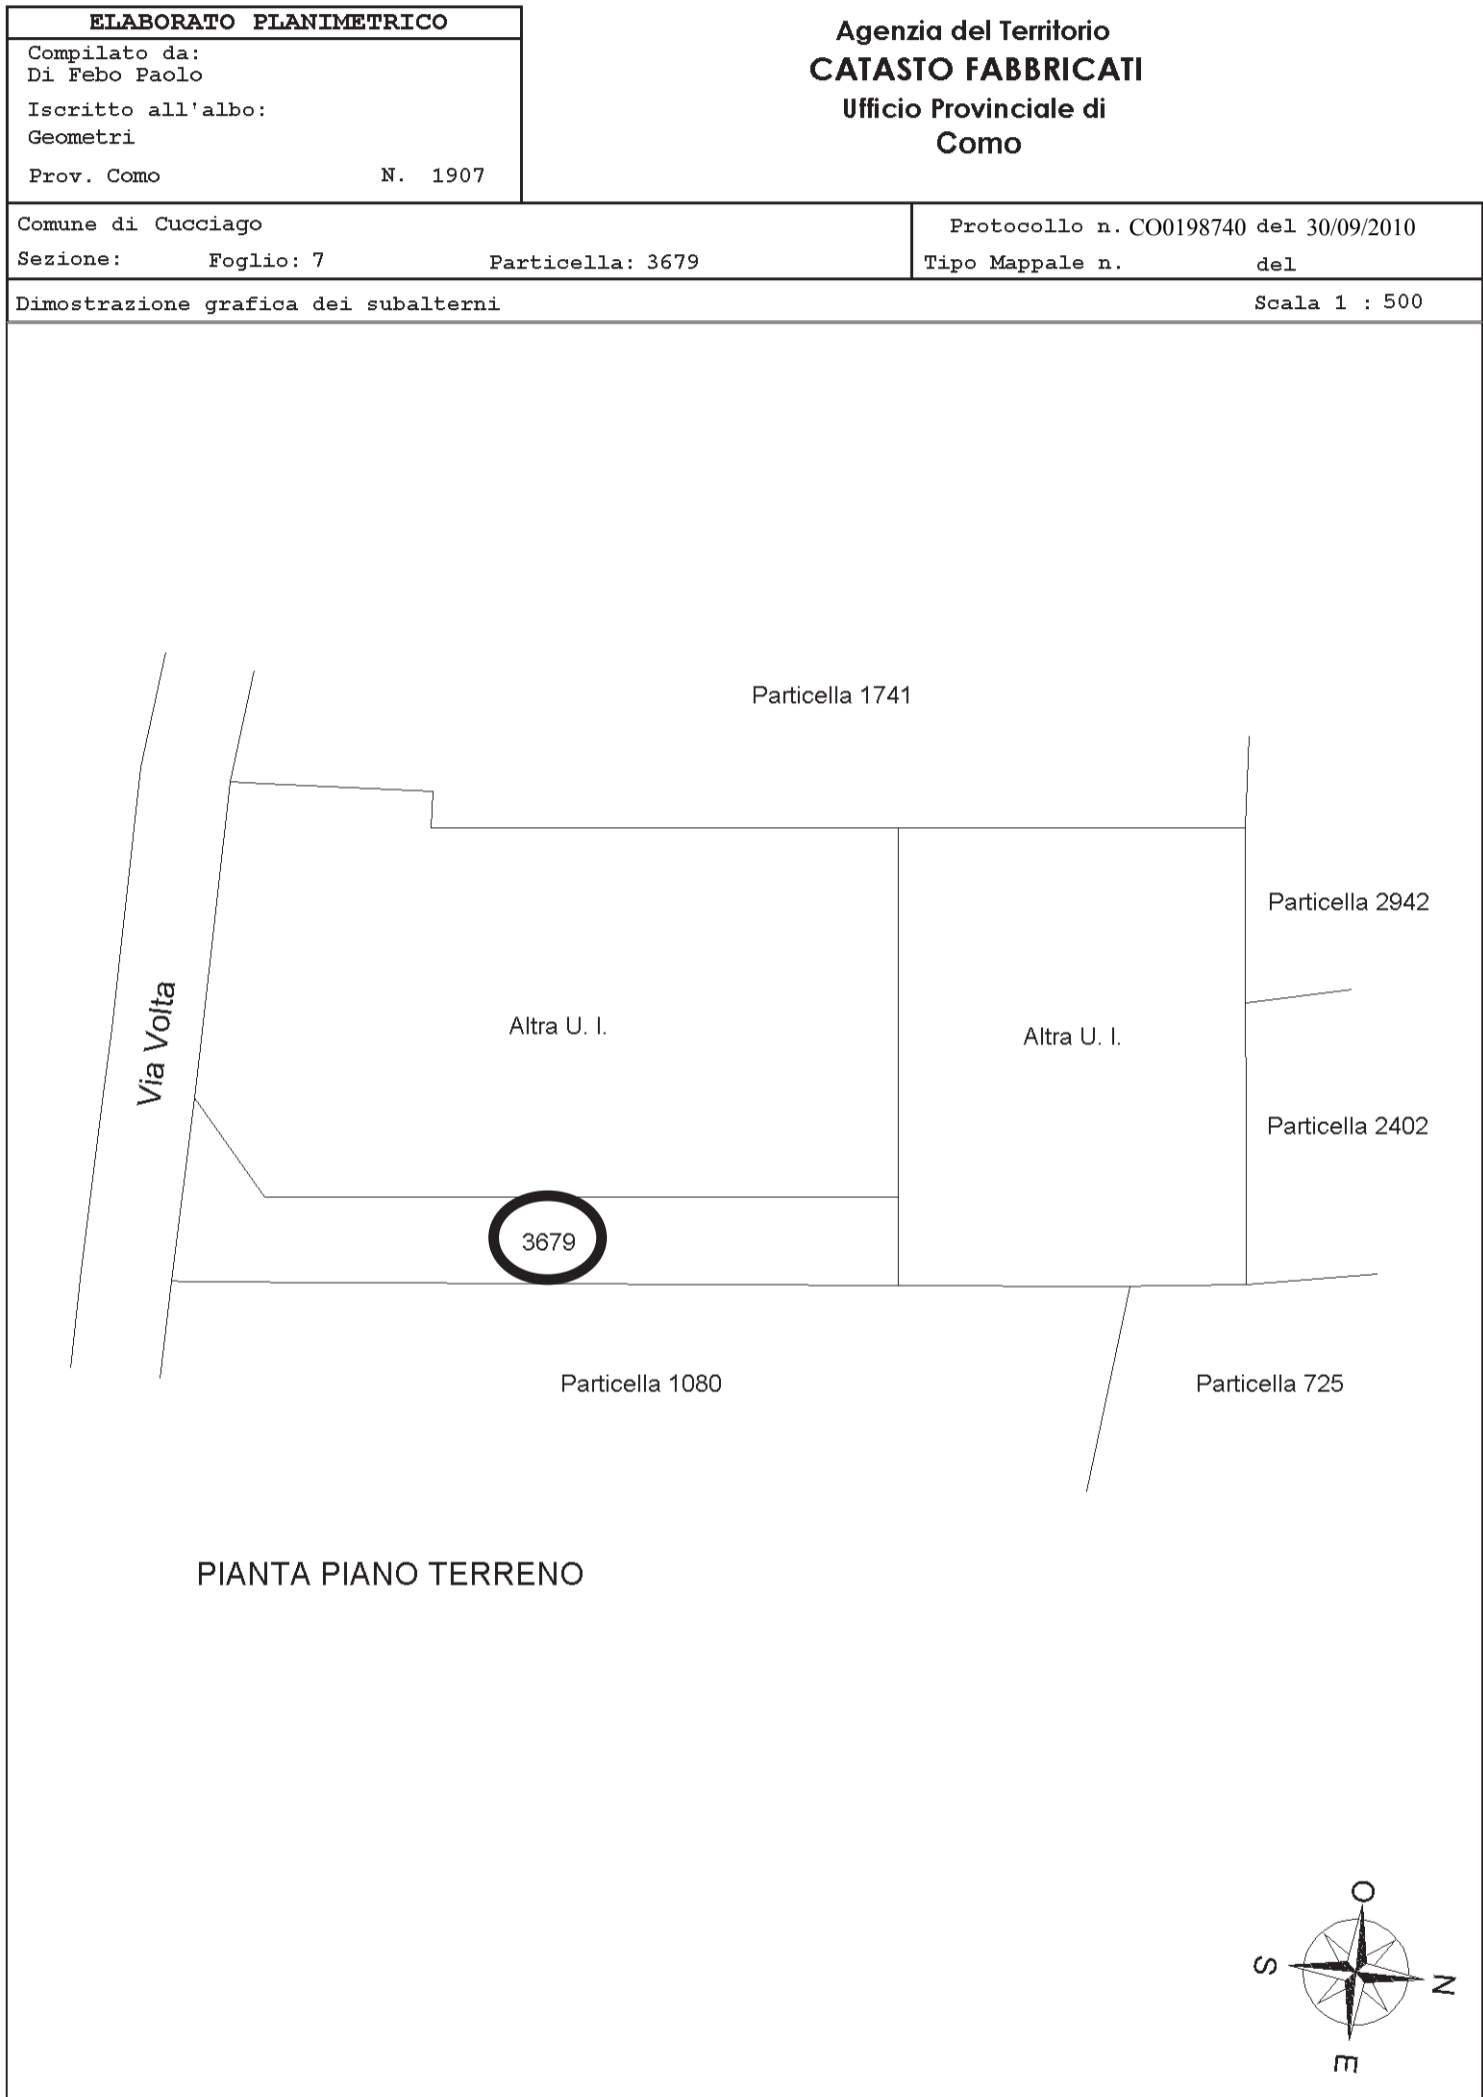 ELABORATO PLANIMETRICO
Compilato da:
Di Febo Paolo
Iscritto all'albo:
Geometri
Prov. Como N. 1907
Agenzia del Territorio
CATASTO FABBRICATI
Ufficio Provinciale di
Como
Comune di Cucciago
Sezione: Foglio: 7 Particella: 3679
Protocollo n. CO0198740 del 30/09/2010
Tipo Mappale n. del
Dimostrazione grafica dei subalterni Scala 1 : 500
Particella 1741
Particella 2942
Via Volta
Altra U. I.
Altra U. I.
Particella 2402
3679
Particella 1080
Particella 725
PIANTA PIANO TERRENO
O
S
N
E